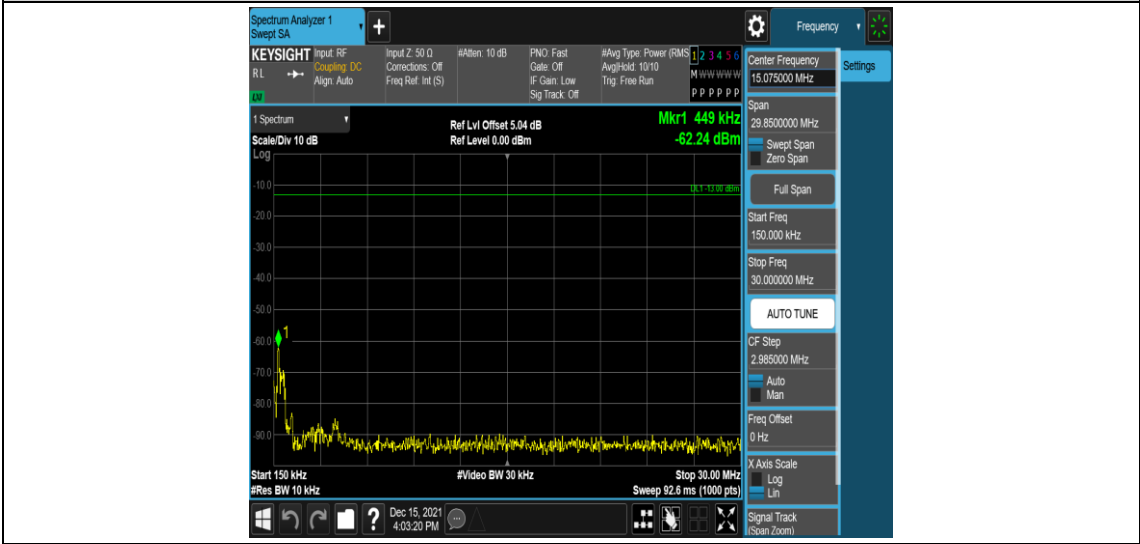 Spectrum Analyzer 1
Swept SA
+
Frequency
KEYSIGHT
RL
Input: RF
Coupling: DC
Align: Auto
Input Z: 50 Ω
Corrections: Off
Freq Ref: Int (S)
#Atten: 10 dB
PNO: Fast
Gate: Off
IF Gain: Low
Sig Track: Off
#Avg Type: Power (RMS
Avg|Hold: 10/10
Trig: Free Run
1 2 3 4 5 6
M W W W W W
P P P P P P
Center Frequency
15.075000 MHz
Settings
Span
29.8500000 MHz
Swept Span
Zero Span
Full Span
Start Freq
150.000 kHz
Stop Freq
30.000000 MHz
AUTO TUNE
CF Step
2.985000 MHz
Auto
Man
Freq Offset
0 Hz
X Axis Scale
Log
Lin
Signal Track
(Span Zoom)
1 Spectrum
Scale/Div 10 dB
Log
Ref Lvl Offset 5.04 dB
Ref Level 0.00 dBm
Mkr1 449 kHz
-62.24 dBm
DL1 -13.00 dBm
-10.0
-20.0
-30.0
-40.0
-50.0
1
-60.0
-70.0
-80.0
-90.0
Start 150 kHz
#Res BW 10 kHz
#Video BW 30 kHz
Stop 30.00 MHz
Sweep 92.6 ms (1000 pts)
?
Dec 15, 2021
4:03:20 PM